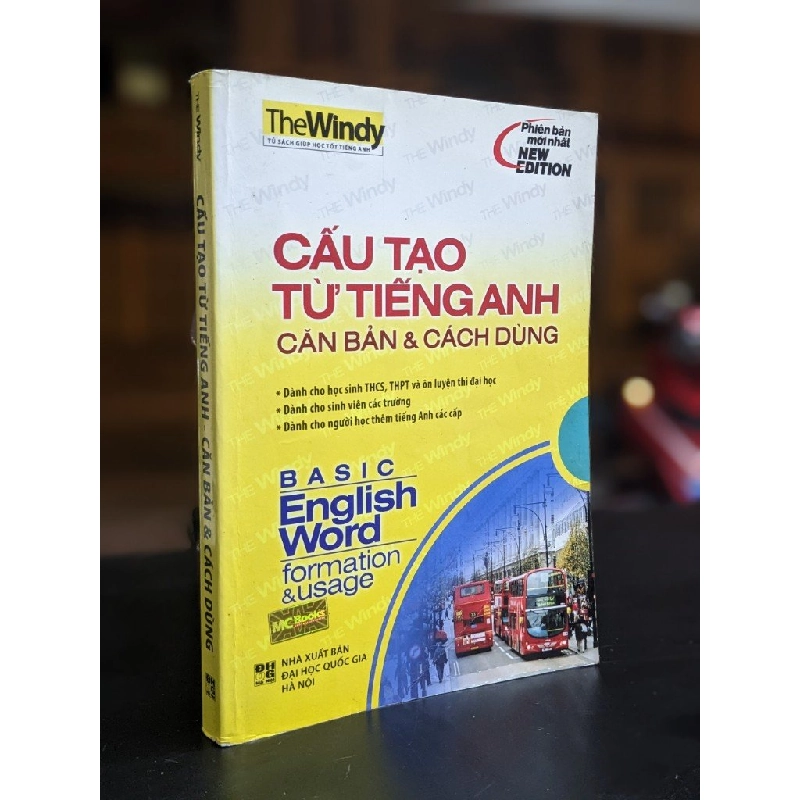 TheWindy
TỦ SÁCH GIÚP HỌC TỐT TIẾNG ANH
Phiên bản
mới nhất
NEW
EDITION
CẤU TẠO
TỪ TIẾNG ANH
CĂN BẢN & CÁCH DÙNG
* Dành cho học sinh THCS, THPT và ôn luyện thi đại học
* Dành cho sinh viên các trường
* Dành cho người học thêm tiếng Anh các cấp
BASIC
English
Word
formation
& usage
MCBooks
NHÀ XUẤT BẢN
ĐẠI HỌC QUỐC GIA
HÀ NỘI
THE Windy
CẤU TẠO TỪ TIẾNG ANH - CĂN BẢN & CÁCH DÙNG